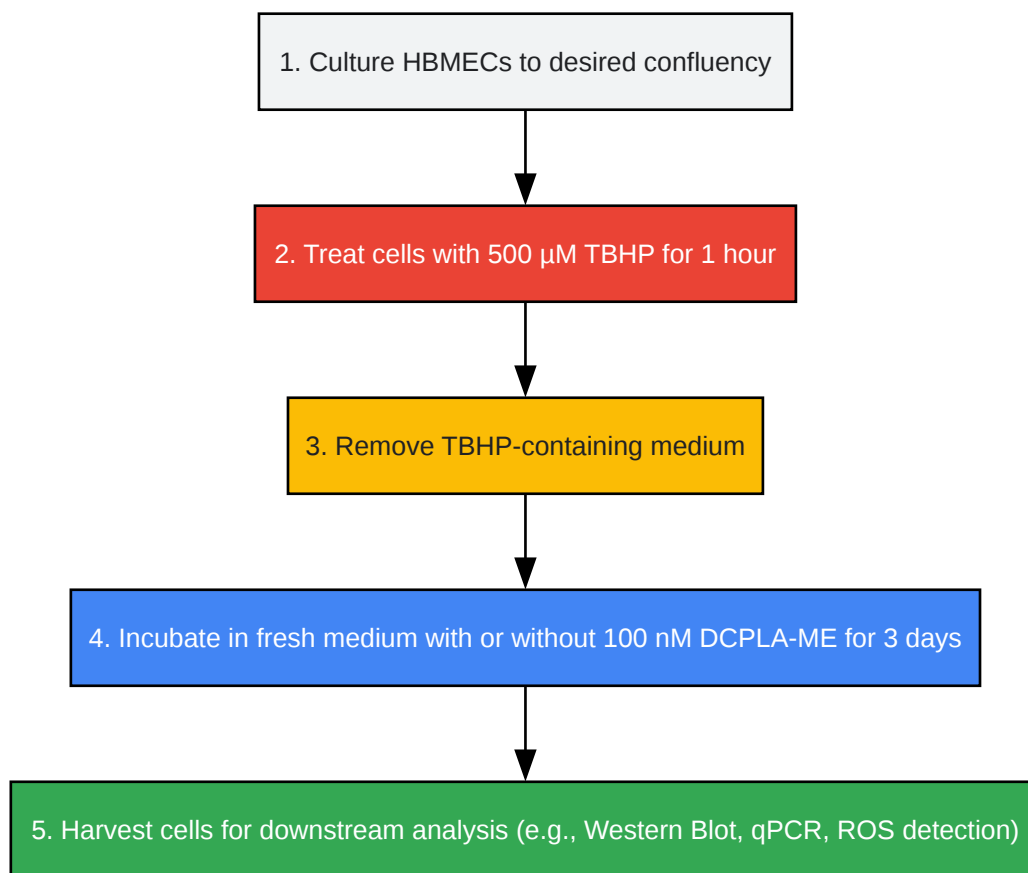 1. Culture HBMECs to desired confluency
2. Treat cells with 500 µM TBHP for 1 hour
3. Remove TBHP-containing medium
4. Incubate in fresh medium with or without 100 nM DCPLA-ME for 3 days
5. Harvest cells for downstream analysis (e.g., Western Blot, qPCR, ROS detection)